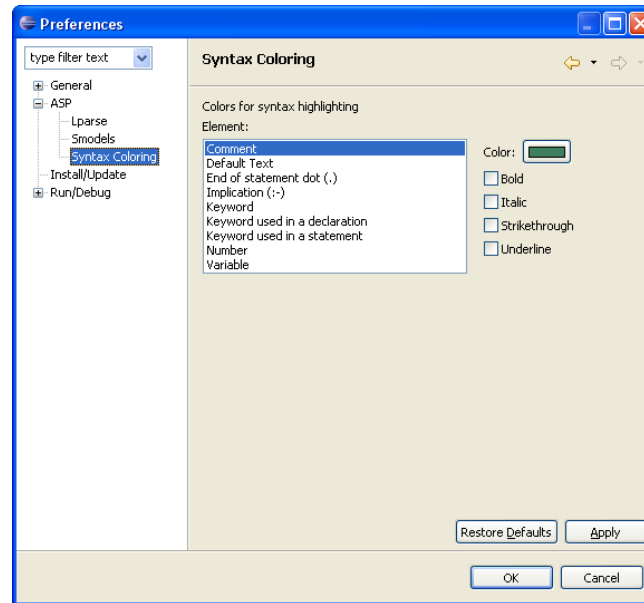 Preferences
type filter text
General
ASP
Lparse
Smodels
Syntax Coloring
Install/Update
Run/Debug
Syntax Coloring
Colors for syntax highlighting
Element:
Comment
Default Text
End of statement dot (.)
Implication (:-)
Keyword
Keyword used in a declaration
Keyword used in a statement
Number
Variable
Color:
Bold
Italic
Strikethrough
Underline
Restore Defaults
Apply
OK
Cancel